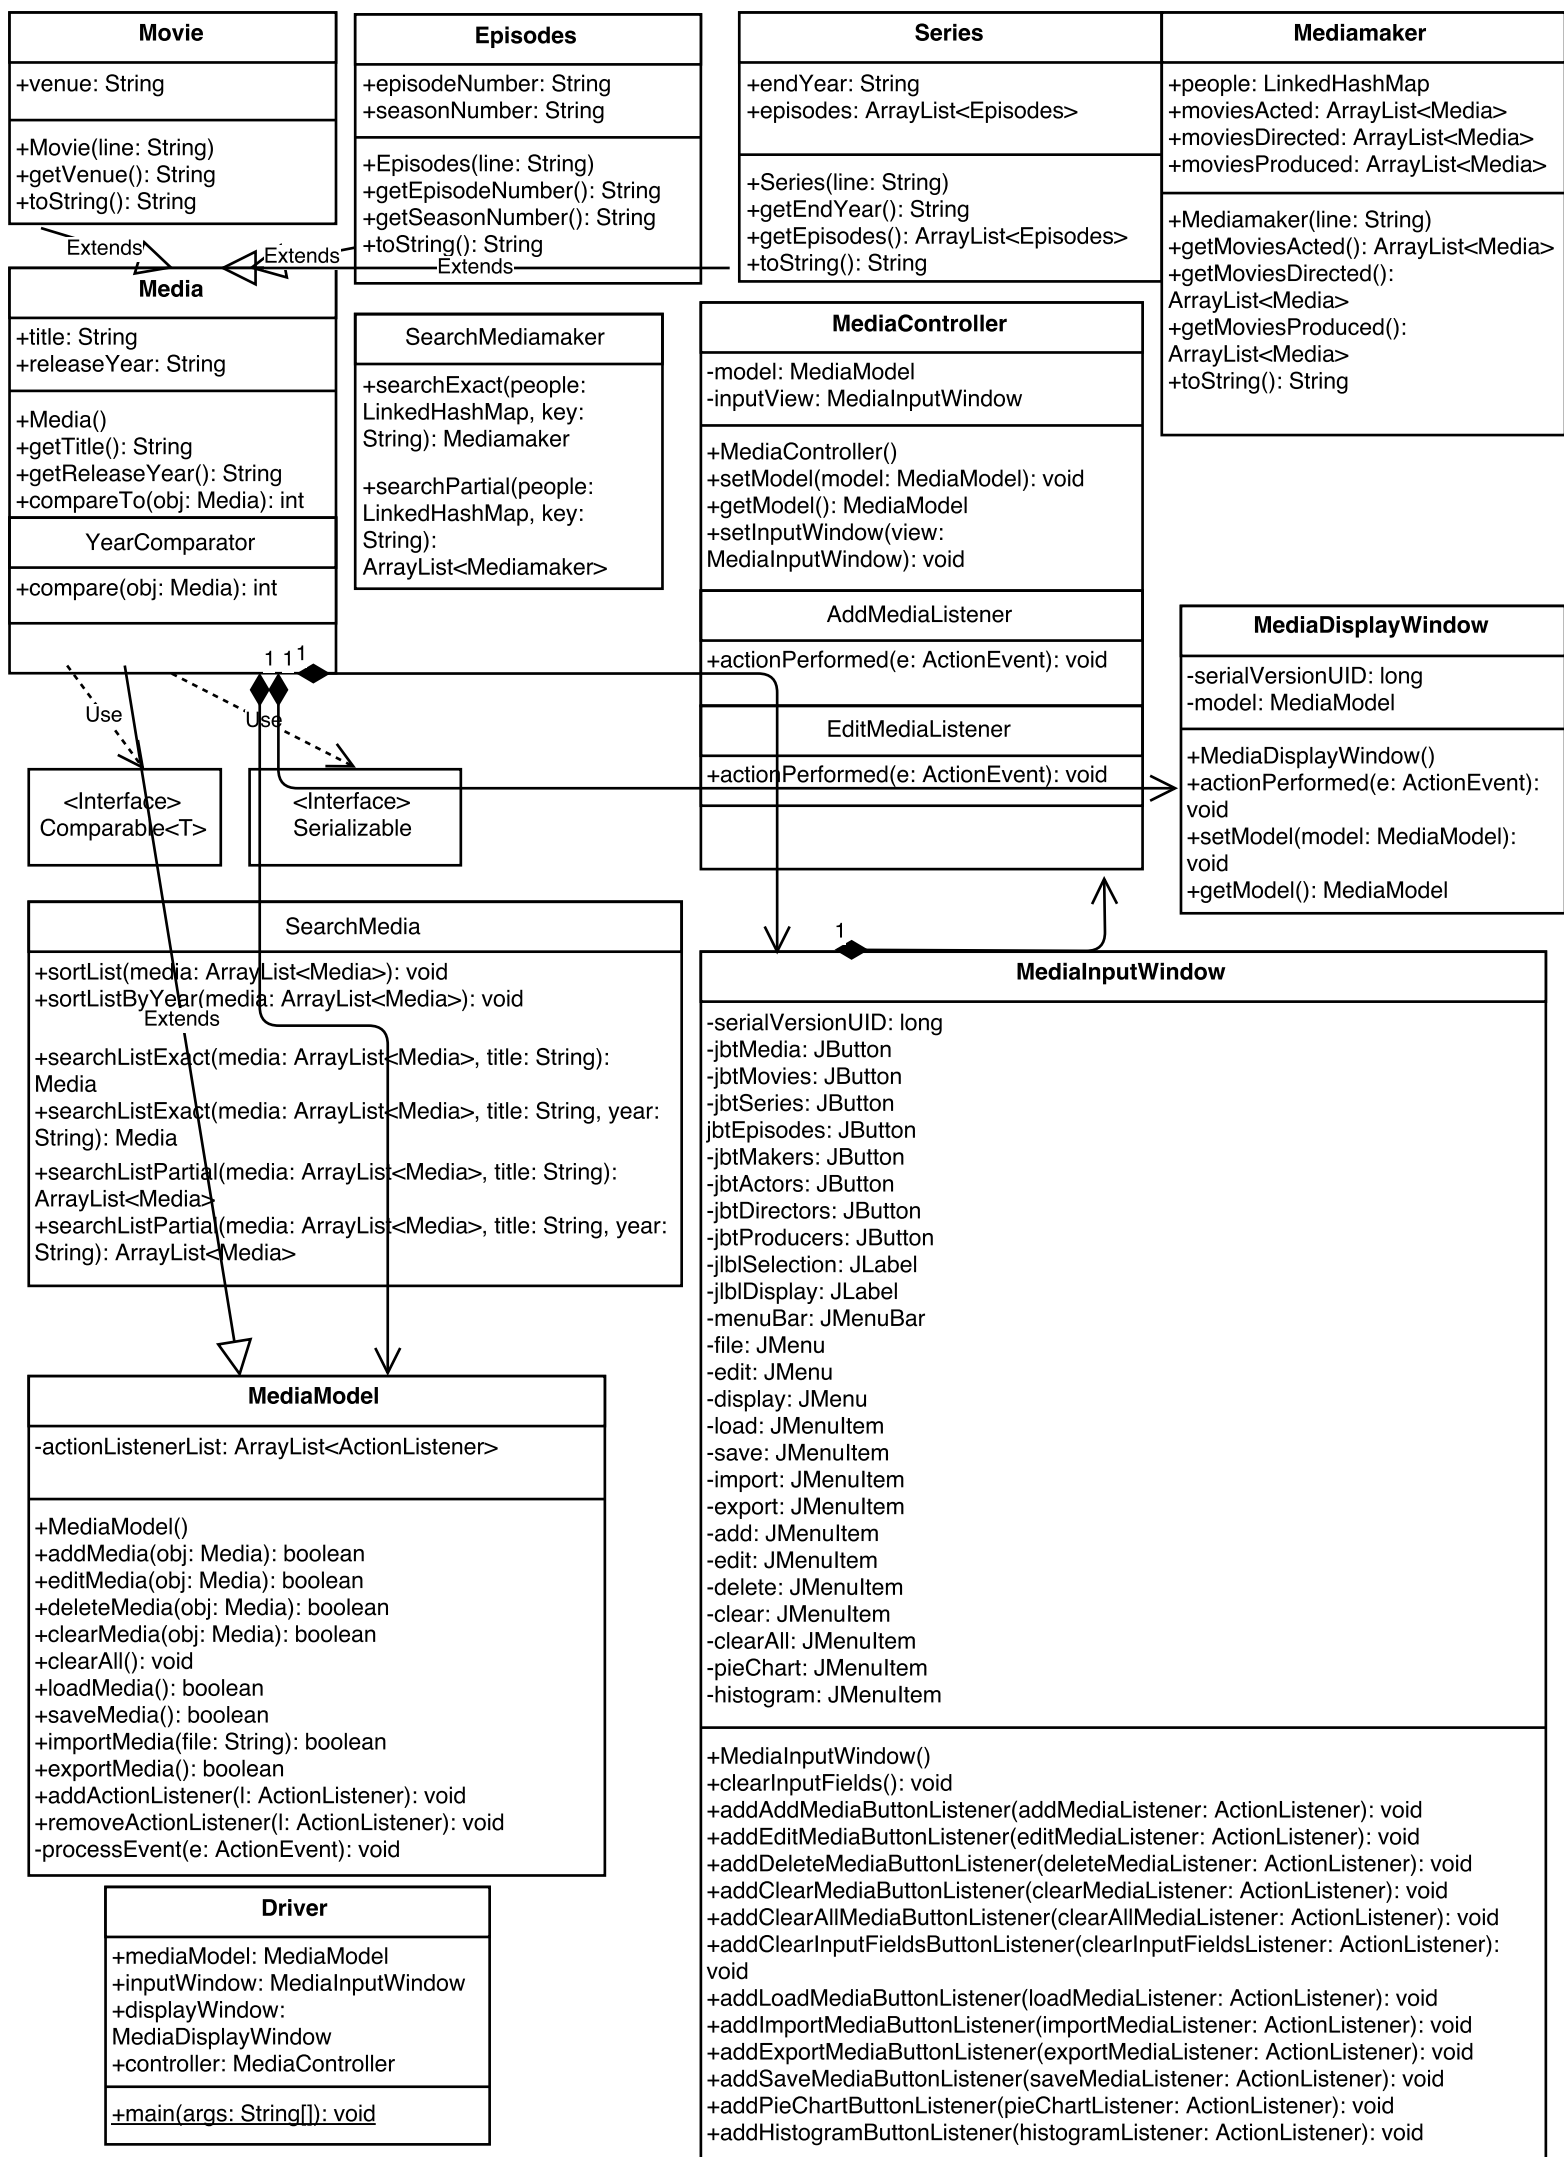 Movie
+venue: String
+Movie(line: String)
+getVenue(): String
+toString(): String
Episodes
+episodeNumber: String
+seasonNumber: String
+Episodes(line: String)
+getEpisodeNumber(): String
+getSeasonNumber(): String
+toString(): String
Series
+endYear: String
+episodes: ArrayList<Episodes>
+Series(line: String)
+getEndYear(): String
+getEpisodes(): ArrayList<Episodes>
+toString(): String
Mediamaker
+people: LinkedHashMap
+moviesActed: ArrayList<Media>
+moviesDirected: ArrayList<Media>
+moviesProduced: ArrayList<Media>
+Mediamaker(line: String)
+getMoviesActed(): ArrayList<Media>
+getMoviesDirected():
ArrayList<Media>
+getMoviesProduced():
ArrayList<Media>
+toString(): String
Extends
Extends
Extends
Media
+title: String
+releaseYear: String
+Media()
+getTitle(): String
+getReleaseYear(): String
+compareTo(obj: Media): int
YearComparator
+compare(obj: Media): int
SearchMediamaker
+searchExact(people:
LinkedHashMap, key:
String): Mediamaker
+searchPartial(people:
LinkedHashMap, key:
String):
ArrayList<Mediamaker>
MediaController
-model: MediaModel
-inputView: MediaInputWindow
+MediaController()
+setModel(model: MediaModel): void
+getModel(): MediaModel
+setInputWindow(view:
MediaInputWindow): void
AddMediaListener
+actionPerformed(e: ActionEvent): void
EditMediaListener
+actionPerformed(e: ActionEvent): void
MediaDisplayWindow
-serialVersionUID: long
-model: MediaModel
+MediaDisplayWindow()
+actionPerformed(e: ActionEvent):
void
+setModel(model: MediaModel):
void
+getModel(): MediaModel
1 1 1
Use
Use
<Interface>
Comparable<T>
<Interface>
Serializable
SearchMedia
+sortList(media: ArrayList<Media>): void
+sortListByYear(media: ArrayList<Media>): void
Extends
+searchListExact(media: ArrayList<Media>, title: String):
Media
+searchListExact(media: ArrayList<Media>, title: String, year:
String): Media
+searchListPartial(media: ArrayList<Media>, title: String):
ArrayList<Media>
+searchListPartial(media: ArrayList<Media>, title: String, year:
String): ArrayList<Media>
1
MediaInputWindow
-serialVersionUID: long
-jbtMedia: JButton
-jbtMovies: JButton
-jbtSeries: JButton
jbtEpisodes: JButton
-jbtMakers: JButton
-jbtActors: JButton
-jbtDirectors: JButton
-jbtProducers: JButton
-jlblSelection: JLabel
-jlblDisplay: JLabel
-menuBar: JMenuBar
-file: JMenu
-edit: JMenu
-display: JMenu
-load: JMenuItem
-save: JMenuItem
-import: JMenuItem
-export: JMenuItem
-add: JMenuItem
-edit: JMenuItem
-delete: JMenuItem
-clear: JMenuItem
-clearAll: JMenuItem
-pieChart: JMenuItem
-histogram: JMenuItem
+MediaInputWindow()
+clearInputFields(): void
+addAddMediaButtonListener(addMediaListener: ActionListener): void
+addEditMediaButtonListener(editMediaListener: ActionListener): void
+addDeleteMediaButtonListener(deleteMediaListener: ActionListener): void
+addClearMediaButtonListener(clearMediaListener: ActionListener): void
+addClearAllMediaButtonListener(clearAllMediaListener: ActionListener): void
+addClearInputFieldsButtonListener(clearInputFieldsListener: ActionListener):
void
+addLoadMediaButtonListener(loadMediaListener: ActionListener): void
+addImportMediaButtonListener(importMediaListener: ActionListener): void
+addExportMediaButtonListener(exportMediaListener: ActionListener): void
+addSaveMediaButtonListener(saveMediaListener: ActionListener): void
+addPieChartButtonListener(pieChartListener: ActionListener): void
+addHistogramButtonListener(histogramListener: ActionListener): void
MediaModel
-actionListenerList: ArrayList<ActionListener>
+MediaModel()
+addMedia(obj: Media): boolean
+editMedia(obj: Media): boolean
+deleteMedia(obj: Media): boolean
+clearMedia(obj: Media): boolean
+clearAll(): void
+loadMedia(): boolean
+saveMedia(): boolean
+importMedia(file: String): boolean
+exportMedia(): boolean
+addActionListener(l: ActionListener): void
+removeActionListener(l: ActionListener): void
-processEvent(e: ActionEvent): void
Driver
+mediaModel: MediaModel
+inputWindow: MediaInputWindow
+displayWindow:
MediaDisplayWindow
+controller: MediaController
+main(args: String[]): void